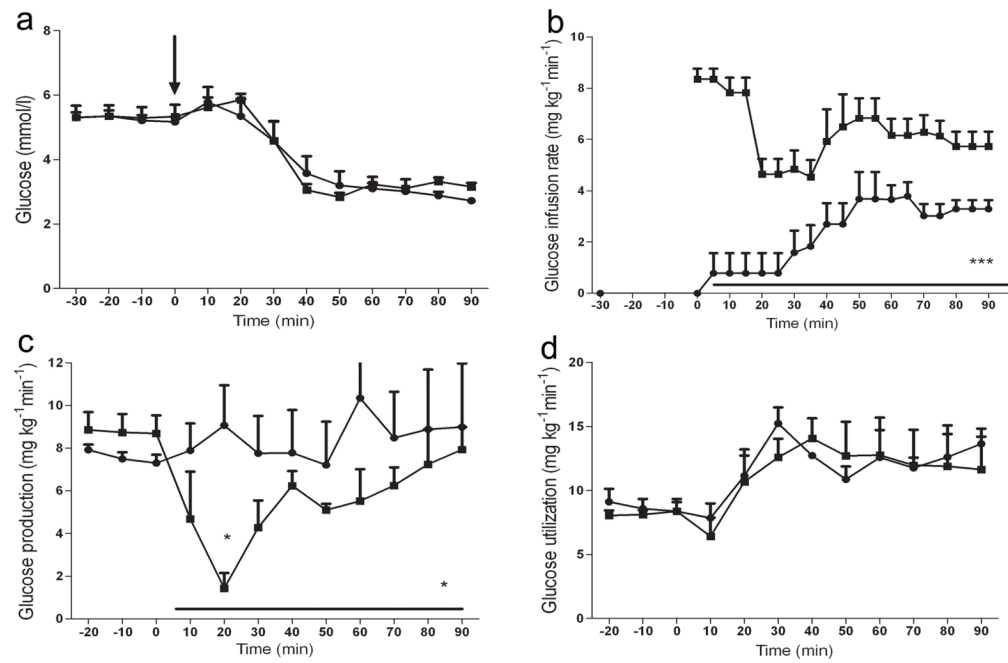 a
8
6
4
2
0
Glucose (mmol/l)
-30 -20 -10 0 10 20 30 40 50 60 70 80 90
Time (min)
b
10
8
6
4
2
0
Glucose infusion rate (mg kg⁻¹min⁻¹)
***
-30 -20 -10 0 10 20 30 40 50 60 70 80 90
Time (min)
c
12
10
8
6
4
2
0
Glucose production (mg kg⁻¹min⁻¹)
*
*
-20 -10 0 10 20 30 40 50 60 70 80 90
Time (min)
d
20
15
10
5
0
Glucose utilization (mg kg⁻¹min⁻¹)
-20 -10 0 10 20 30 40 50 60 70 80 90
Time (min)